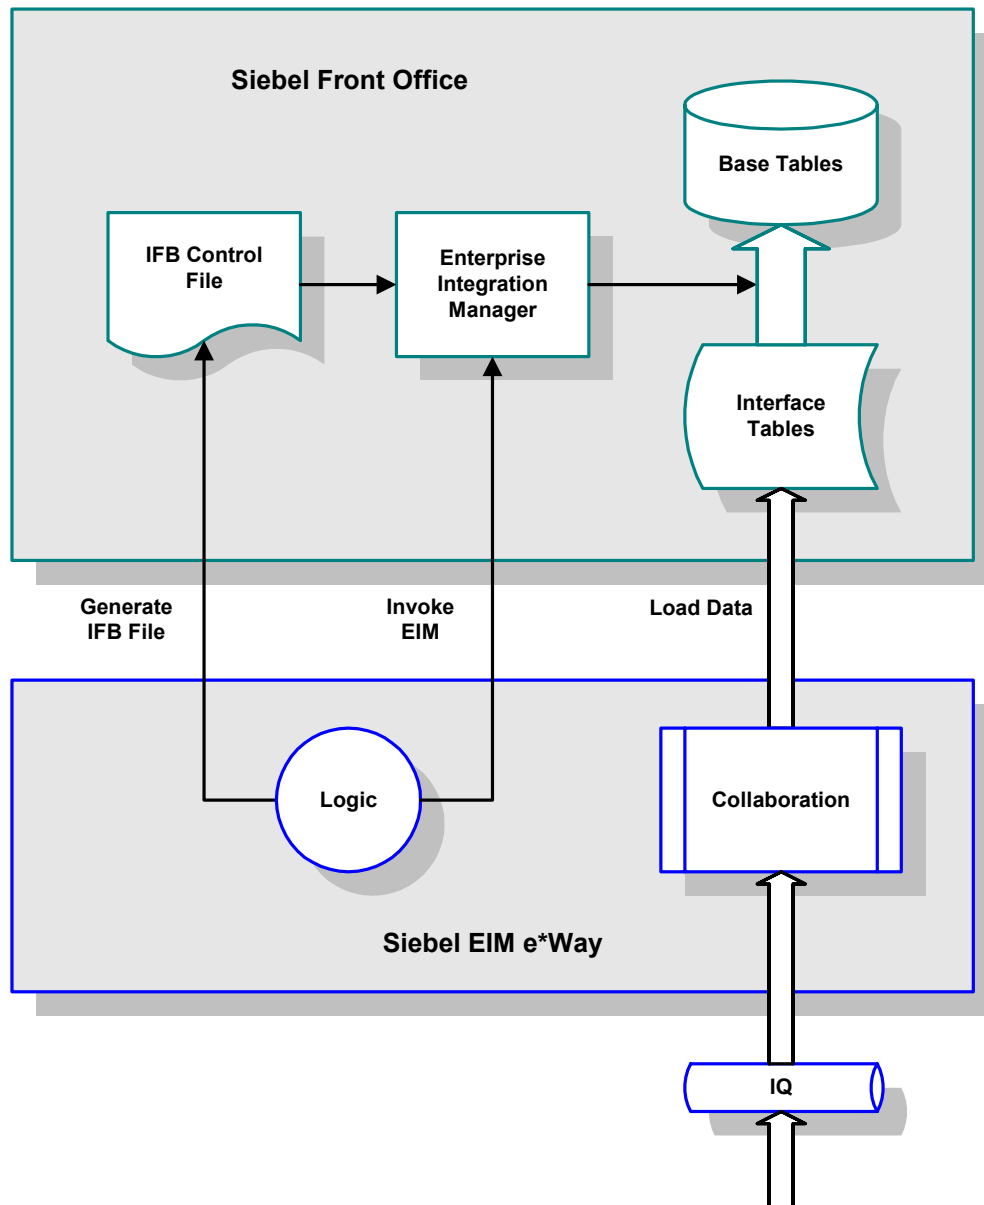 Siebel Front Office
Base Tables
IFB Control
File
Enterprise
Integration
Manager
Interface
Tables
Generate
IFB File
Invoke
EIM
Load Data
Logic
Collaboration
Siebel EIM e*Way
IQ